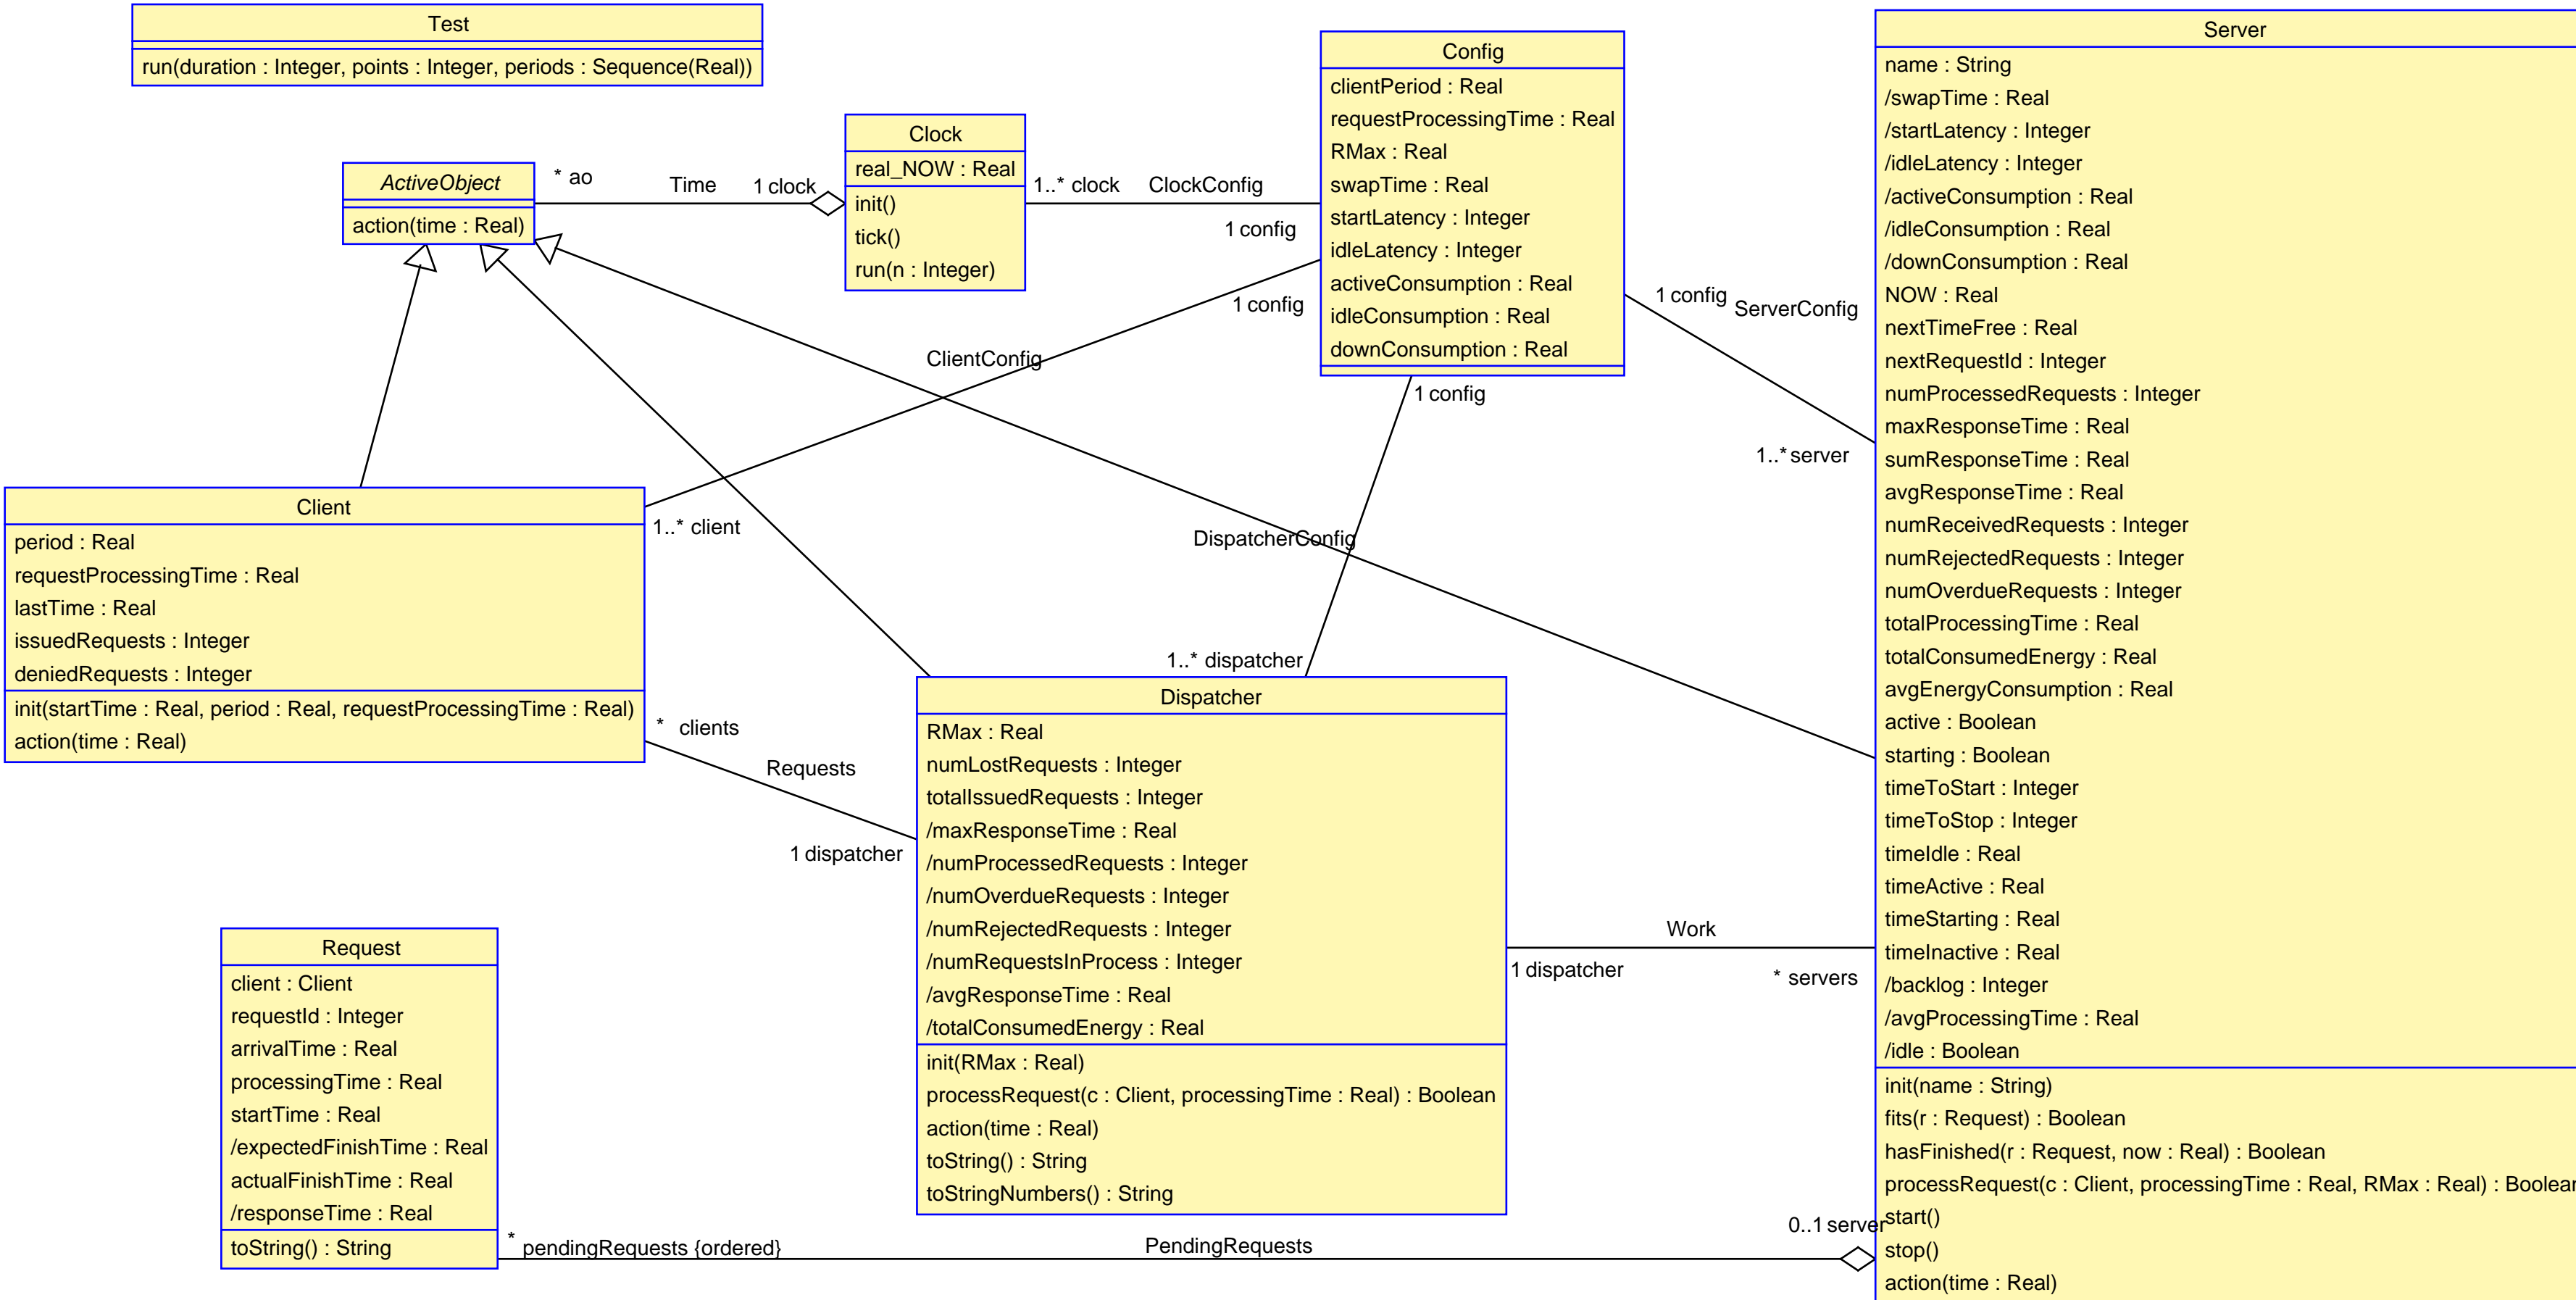 Test
run(duration : Integer, points : Integer, periods : Sequence(Real))
ActiveObject
action(time : Real)
* ao
Time
1 clock
Clock
real_NOW : Real
init()
tick()
run(n : Integer)
1..* clock
ClockConfig
1 config
Config
clientPeriod : Real
requestProcessingTime : Real
RMax : Real
swapTime : Real
startLatency : Integer
idleLatency : Integer
activeConsumption : Real
idleConsumption : Real
downConsumption : Real
1 config
ClientConfig
1..* client
1 config
DispatcherConfig
1..* dispatcher
1 config
ServerConfig
1..* server
Client
period : Real
requestProcessingTime : Real
lastTime : Real
issuedRequests : Integer
deniedRequests : Integer
init(startTime : Real, period : Real, requestProcessingTime : Real)
action(time : Real)
* clients
Requests
1 dispatcher
Dispatcher
RMax : Real
numLostRequests : Integer
totalIssuedRequests : Integer
/maxResponseTime : Real
/numProcessedRequests : Integer
/numOverdueRequests : Integer
/numRejectedRequests : Integer
/numRequestsInProcess : Integer
/avgResponseTime : Real
/totalConsumedEnergy : Real
init(RMax : Real)
processRequest(c : Client, processingTime : Real) : Boolean
action(time : Real)
toString() : String
toStringNumbers() : String
Work
1 dispatcher
* servers
Request
client : Client
requestId : Integer
arrivalTime : Real
processingTime : Real
startTime : Real
/expectedFinishTime : Real
actualFinishTime : Real
/responseTime : Real
toString() : String
* pendingRequests {ordered}
PendingRequests
0..1 server
Server
name : String
/swapTime : Real
/startLatency : Integer
/idleLatency : Integer
/activeConsumption : Real
/idleConsumption : Real
/downConsumption : Real
NOW : Real
nextTimeFree : Real
nextRequestId : Integer
numProcessedRequests : Integer
maxResponseTime : Real
sumResponseTime : Real
avgResponseTime : Real
numReceivedRequests : Integer
numRejectedRequests : Integer
numOverdueRequests : Integer
totalProcessingTime : Real
totalConsumedEnergy : Real
avgEnergyConsumption : Real
active : Boolean
starting : Boolean
timeToStart : Integer
timeToStop : Integer
timeIdle : Real
timeActive : Real
timeStarting : Real
timeInactive : Real
/backlog : Integer
/avgProcessingTime : Real
/idle : Boolean
init(name : String)
fits(r : Request) : Boolean
hasFinished(r : Request, now : Real) : Boolean
processRequest(c : Client, processingTime : Real, RMax : Real) : Boolean
start()
stop()
action(time : Real)